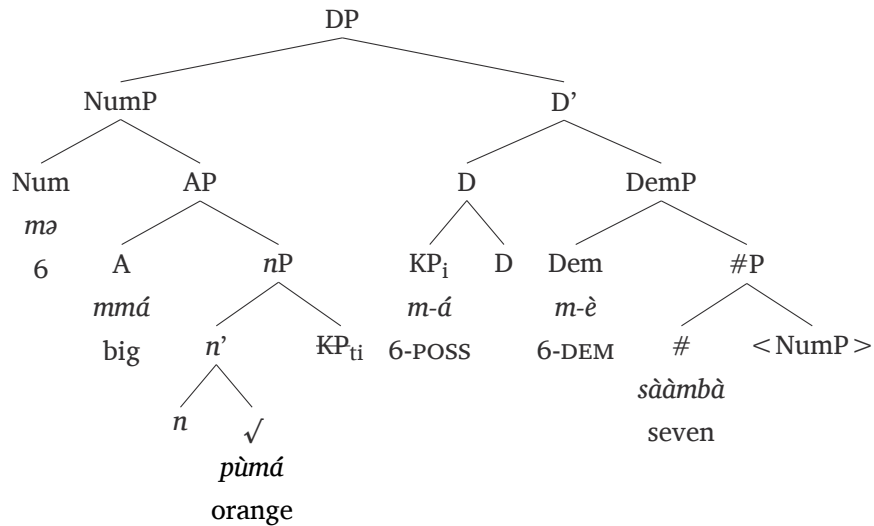 DP
NumP D’
Num AP D DemP
mə
6 A nP KPi D Dem #P
mmá m-á m-è
big n’ KPti 6-POSS 6-DEM # <NumP>
sààmbà
n √ seven
pùmá
orange